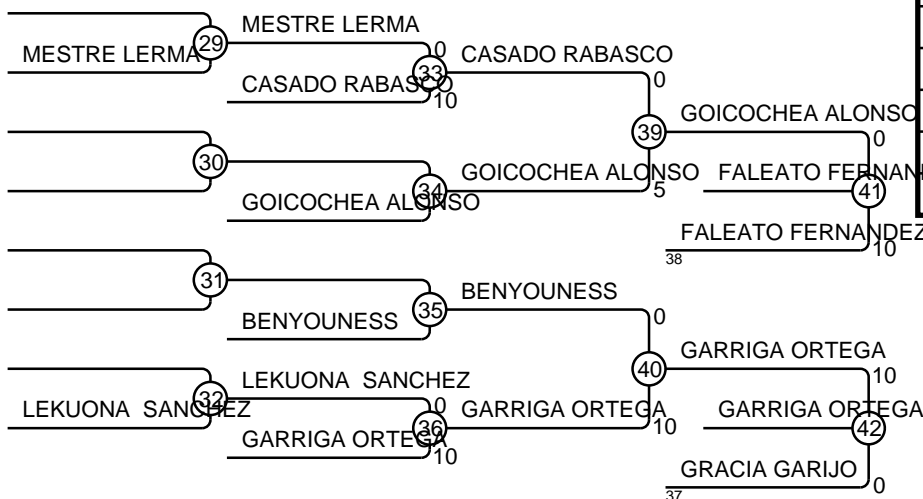 MESTRE LERMA
29
MESTRE LERMA
0
33
CASADO RABASCO
CASADO RABASCO
10
0
39
GOICOCHEA ALONSO
0
30
34
GOICOCHEA ALONSO
GOICOCHEA ALONSO
5
FALEATO FERNAN
41
FALEATO FERNANDEZ
38
10
31
35
BENYOUNESS
BENYOUNESS
0
40
GARRIGA ORTEGA
10
LEKUONA  SANCHEZ
32
LEKUONA  SANCHEZ
0
36
GARRIGA ORTEGA
10
GARRIGA ORTEGA
10
GARRIGA ORTEGA
42
GRACIA GARIJO
37
0